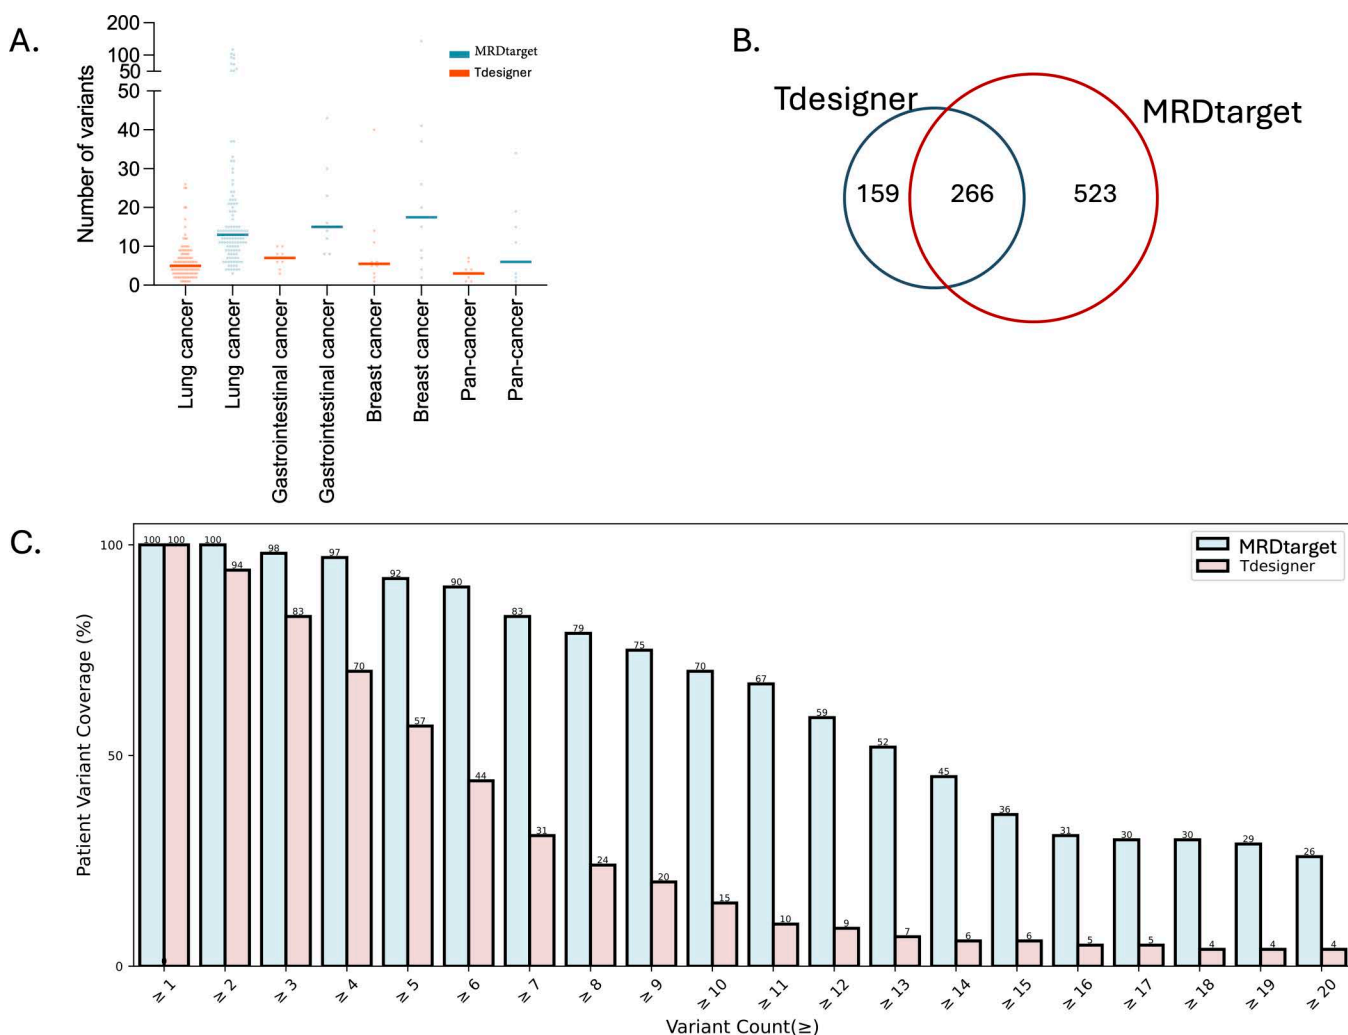 A.
200
100
50
50
40
30
20
10
0
Number of variants
MRDtarget
Tdesigner
Lung cancer
Lung cancer
Gastrointestinal cancer
Gastrointestinal cancer
Breast cancer
Breast cancer
Pan-cancer
Pan-cancer
B.
Tdesigner
MRDtarget
159
266
523
C.
MRDtarget
Tdesigner
Patient Variant Coverage (%)
100
50
0
100 100 100 94 98 83 97 70 92 57 90 44 83 31 79 24 75 20 70 15 67 10 59 9 52 7 45 6 36 6 31 5 30 5 30 4 29 4 26 4
≥ 1 ≥ 2 ≥ 3 ≥ 4 ≥ 5 ≥ 6 ≥ 7 ≥ 8 ≥ 9 ≥ 10 ≥ 11 ≥ 12 ≥ 13 ≥ 14 ≥ 15 ≥ 16 ≥ 17 ≥ 18 ≥ 19 ≥ 20
Variant Count(≥)